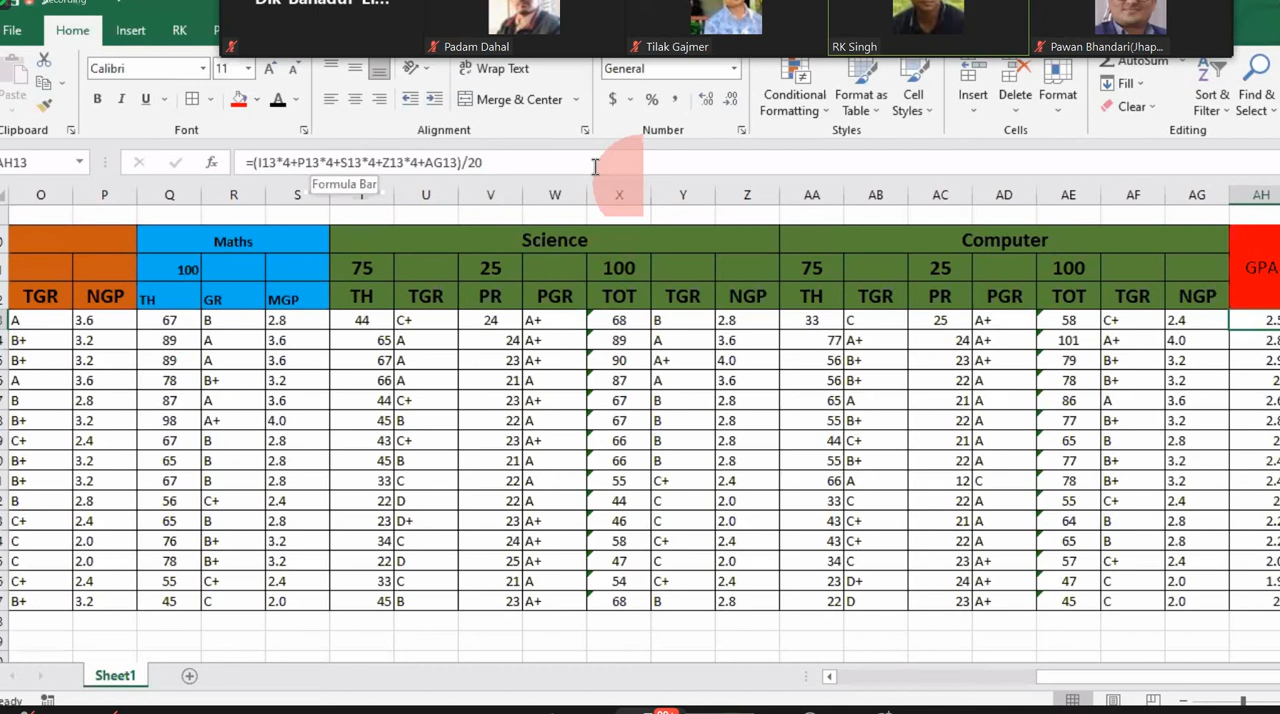 Recording
Padam Dahal
Tilak Gajmer
RK Singh
Pawan Bhandari(Jhap...
File Home Insert RK
Calibri 11 Wrap Text General AutoSum
Paste B I U Merge & Center $ % , Conditional Formatting Format as Table Cell Styles Insert Delete Format Fill Clear Sort & Filter Find &
Clipboard Font Alignment Number Styles Cells Editing
AH13 fx =(I13*4+P13*4+S13*4+Z13*4+AG13)/20
Formula Bar
O P Q R S U V W X Y Z AA AB AC AD AE AF AG AH
Maths Science Computer GPA
100 75 25 100 75 25 100
TGR NGP TH GR MGP TH TGR PR PGR TOT TGR NGP TH TGR PR PGR TOT TGR NGP
A 3.6 67 B 2.8 44 C+ 24 A+ 68 B 2.8 33 C 25 A+ 58 C+ 2.4
B+ 3.2 89 A 3.6 65 A 24 A+ 89 A 3.6 77 A+ 24 A+ 101 A+ 4.0
B+ 3.2 89 A 3.6 67 A 23 A+ 90 A+ 4.0 56 B+ 23 A+ 79 B+ 3.2
A 3.6 78 B+ 3.2 66 A 21 A 87 A 3.6 56 B+ 22 A 78 B+ 3.2
B 2.8 87 A 3.6 44 C+ 23 A+ 67 B 2.8 65 A 21 A 86 A 3.6
B+ 3.2 98 A+ 4.0 45 B 22 A 67 B 2.8 55 B+ 22 A 77 B+ 3.2
C+ 2.4 67 B 2.8 43 C+ 23 A+ 66 B 2.8 44 C+ 21 A 65 B 2.8
B+ 3.2 65 B 2.8 45 B 21 A 66 B 2.8 55 B+ 22 A 77 B+ 3.2
B+ 3.2 67 B 2.8 33 C 22 A 55 C+ 2.4 66 A 12 C 78 B+ 3.2
B 2.8 56 C+ 2.4 22 D 22 A 44 C 2.0 33 C 22 A 55 C+ 2.4
C+ 2.4 65 B 2.8 23 D+ 23 A+ 46 C 2.0 43 C+ 21 A 64 B 2.8
C 2.0 76 B+ 3.2 34 C 24 A+ 58 C+ 2.4 43 C+ 22 A 65 B 2.8
C 2.0 78 B+ 3.2 22 D 25 A+ 47 C 2.0 34 C 23 A+ 57 C+ 2.4
C+ 2.4 55 C+ 2.4 33 C 21 A 54 C+ 2.4 23 D+ 24 A+ 47 C 2.0
B+ 3.2 45 C 2.0 45 B 23 A+ 68 B 2.8 22 D 23 A+ 45 C 2.0
Sheet1